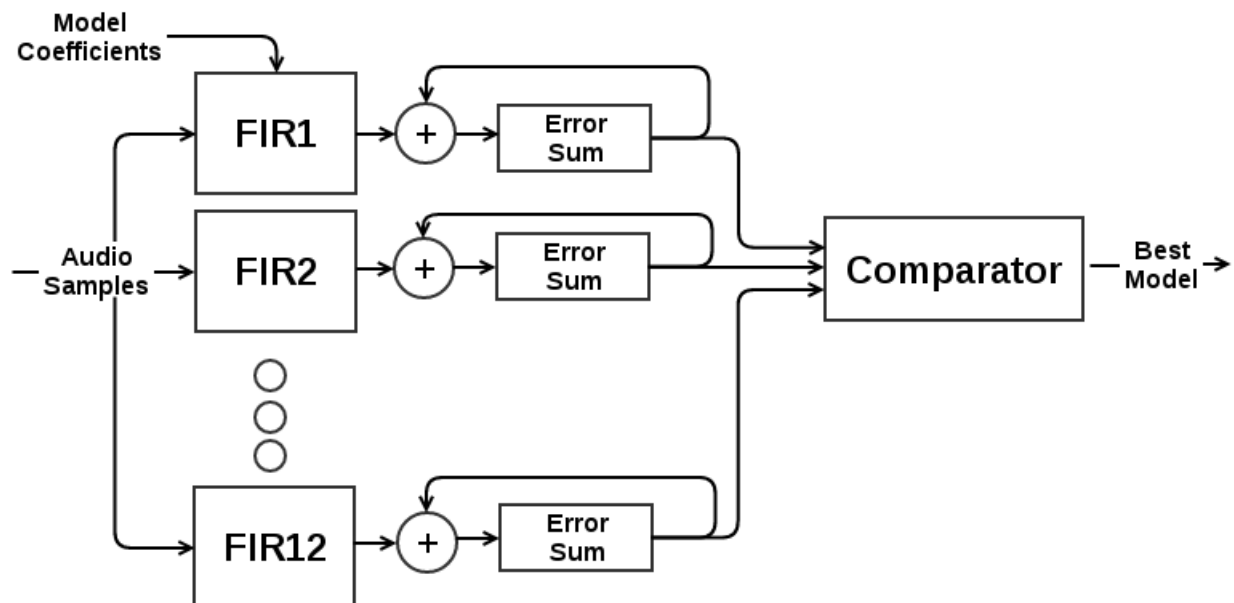 Model
Coefficients
FIR1
+
Error
Sum
Audio
Samples
FIR2
+
Error
Sum
Comparator
Best
Model
FIR12
+
Error
Sum